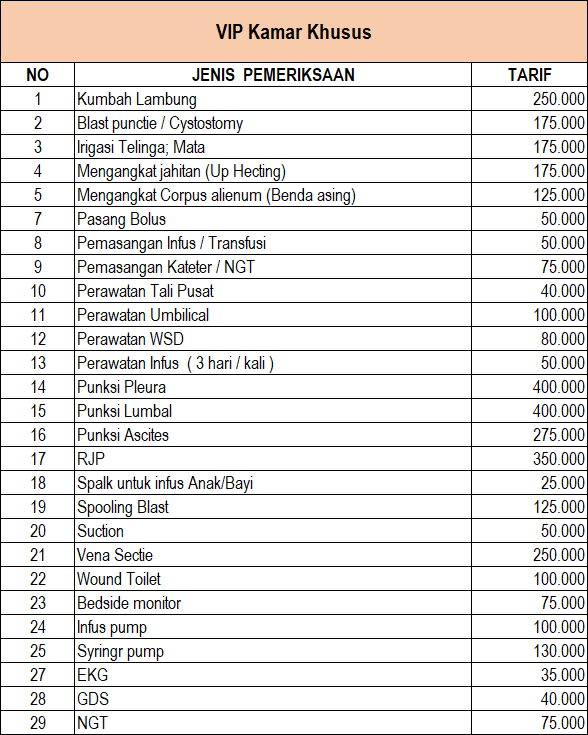 VIP Kamar Khusus
NO JENIS PEMERIKSAAN TARIF
1 Kumbah Lambung 250.000
2 Blast punctie / Cystostomy 175.000
3 Irigasi Telinga; Mata 175.000
4 Mengangkat jahitan (Up Hecting) 175.000
5 Mengangkat Corpus alienum (Benda asing) 125.000
7 Pasang Bolus 50.000
8 Pemasangan Infus / Transfusi 50.000
9 Pemasangan Kateter / NGT 75.000
10 Perawatan Tali Pusat 40.000
11 Perawatan Umbilical 100.000
12 Perawatan WSD 80.000
13 Perawatan Infus ( 3 hari / kali ) 50.000
14 Punksi Pleura 400.000
15 Punksi Lumbal 400.000
16 Punksi Ascites 275.000
17 RJP 350.000
18 Spalk untuk infus Anak/Bayi 25.000
19 Spooling Blast 125.000
20 Suction 50.000
21 Vena Sectie 250.000
22 Wound Toilet 100.000
23 Bedside monitor 75.000
24 Infus pump 100.000
25 Syringr pump 130.000
27 EKG 35.000
28 GDS 40.000
29 NGT 75.000